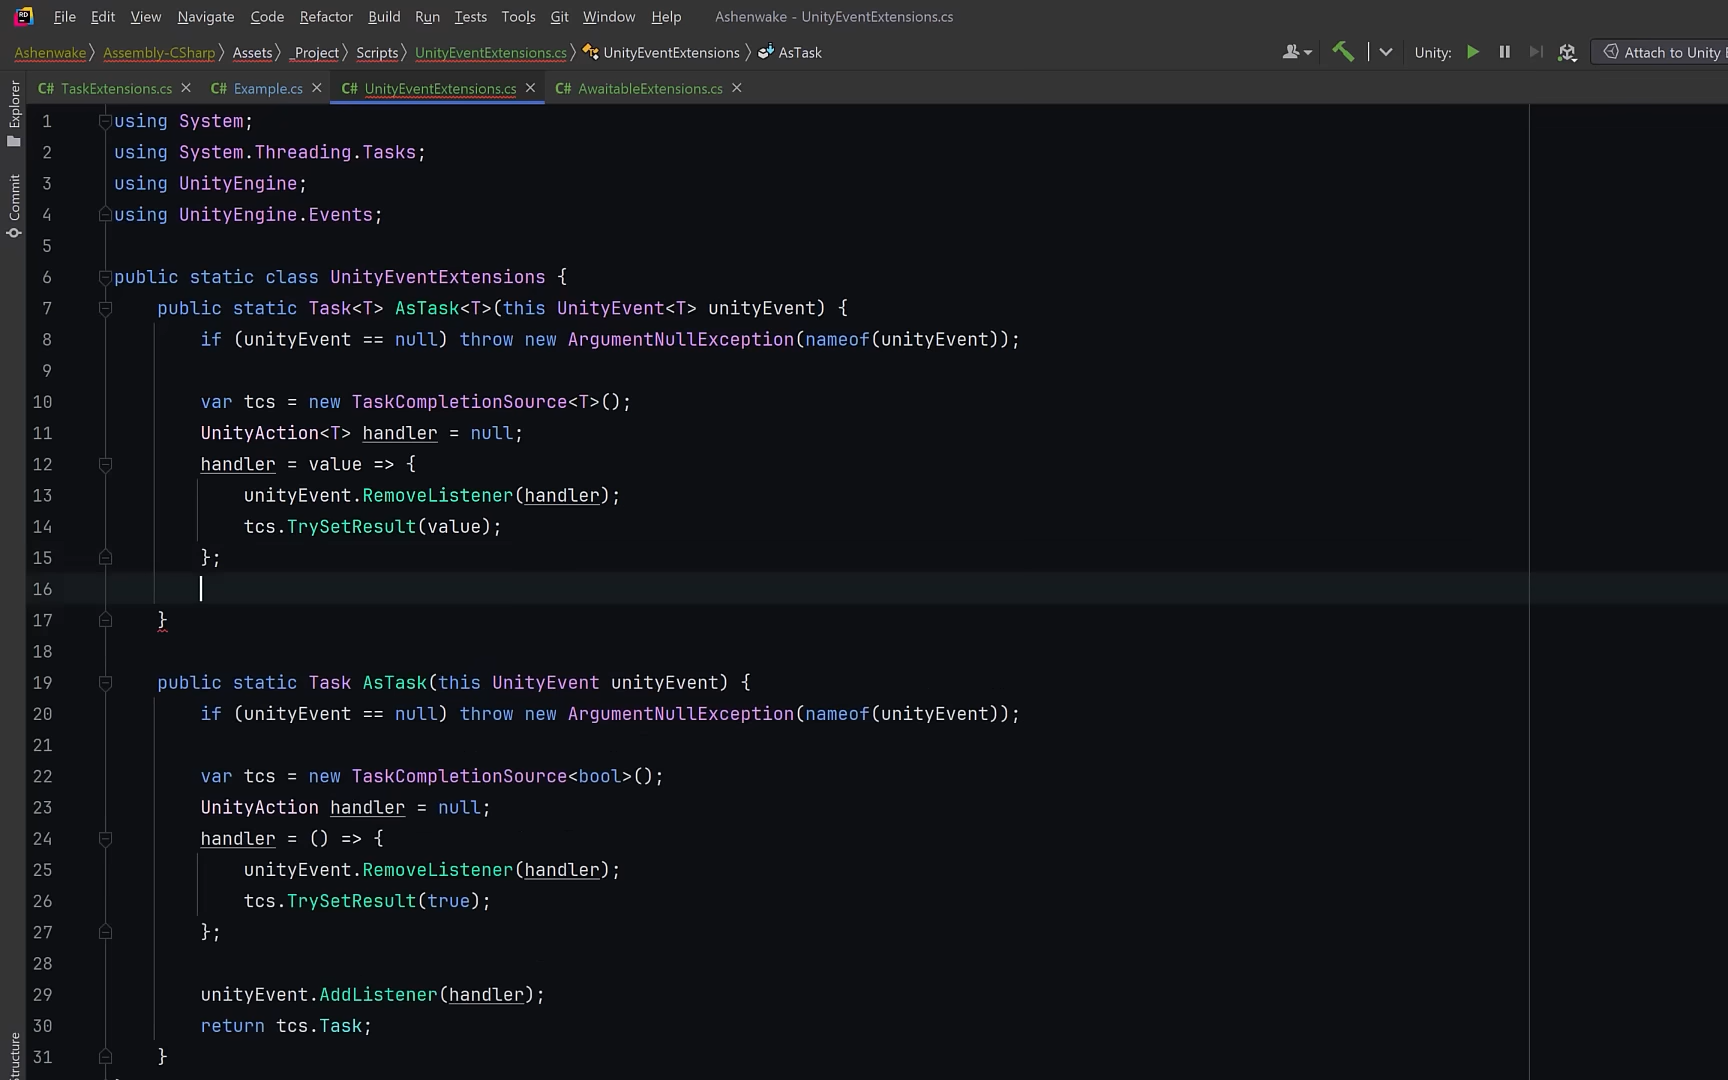 RD File Edit View Navigate Code Refactor Build Run Tests Tools Git Window Help Ashenwake - UnityEventExtensions.cs
Ashenwake Assembly-CSharp Assets _Project Scripts UnityEventExtensions.cs UnityEventExtensions AsTask Unity: Attach to Unity E
C# TaskExtensions.cs C# Example.cs C# UnityEventExtensions.cs C# AwaitableExtensions.cs
Explorer
Commit
Structure
1 using System;
2 using System.Threading.Tasks;
3 using UnityEngine;
4 using UnityEngine.Events;
5
6 public static class UnityEventExtensions {
7 public static Task<T> AsTask<T>(this UnityEvent<T> unityEvent) {
8 if (unityEvent == null) throw new ArgumentNullException(nameof(unityEvent));
9
10 var tcs = new TaskCompletionSource<T>();
11 UnityAction<T> handler = null;
12 handler = value => {
13 unityEvent.RemoveListener(handler);
14 tcs.TrySetResult(value);
15 };
16
17 }
18
19 public static Task AsTask(this UnityEvent unityEvent) {
20 if (unityEvent == null) throw new ArgumentNullException(nameof(unityEvent));
21
22 var tcs = new TaskCompletionSource<bool>();
23 UnityAction handler = null;
24 handler = () => {
25 unityEvent.RemoveListener(handler);
26 tcs.TrySetResult(true);
27 };
28
29 unityEvent.AddListener(handler);
30 return tcs.Task;
31 }